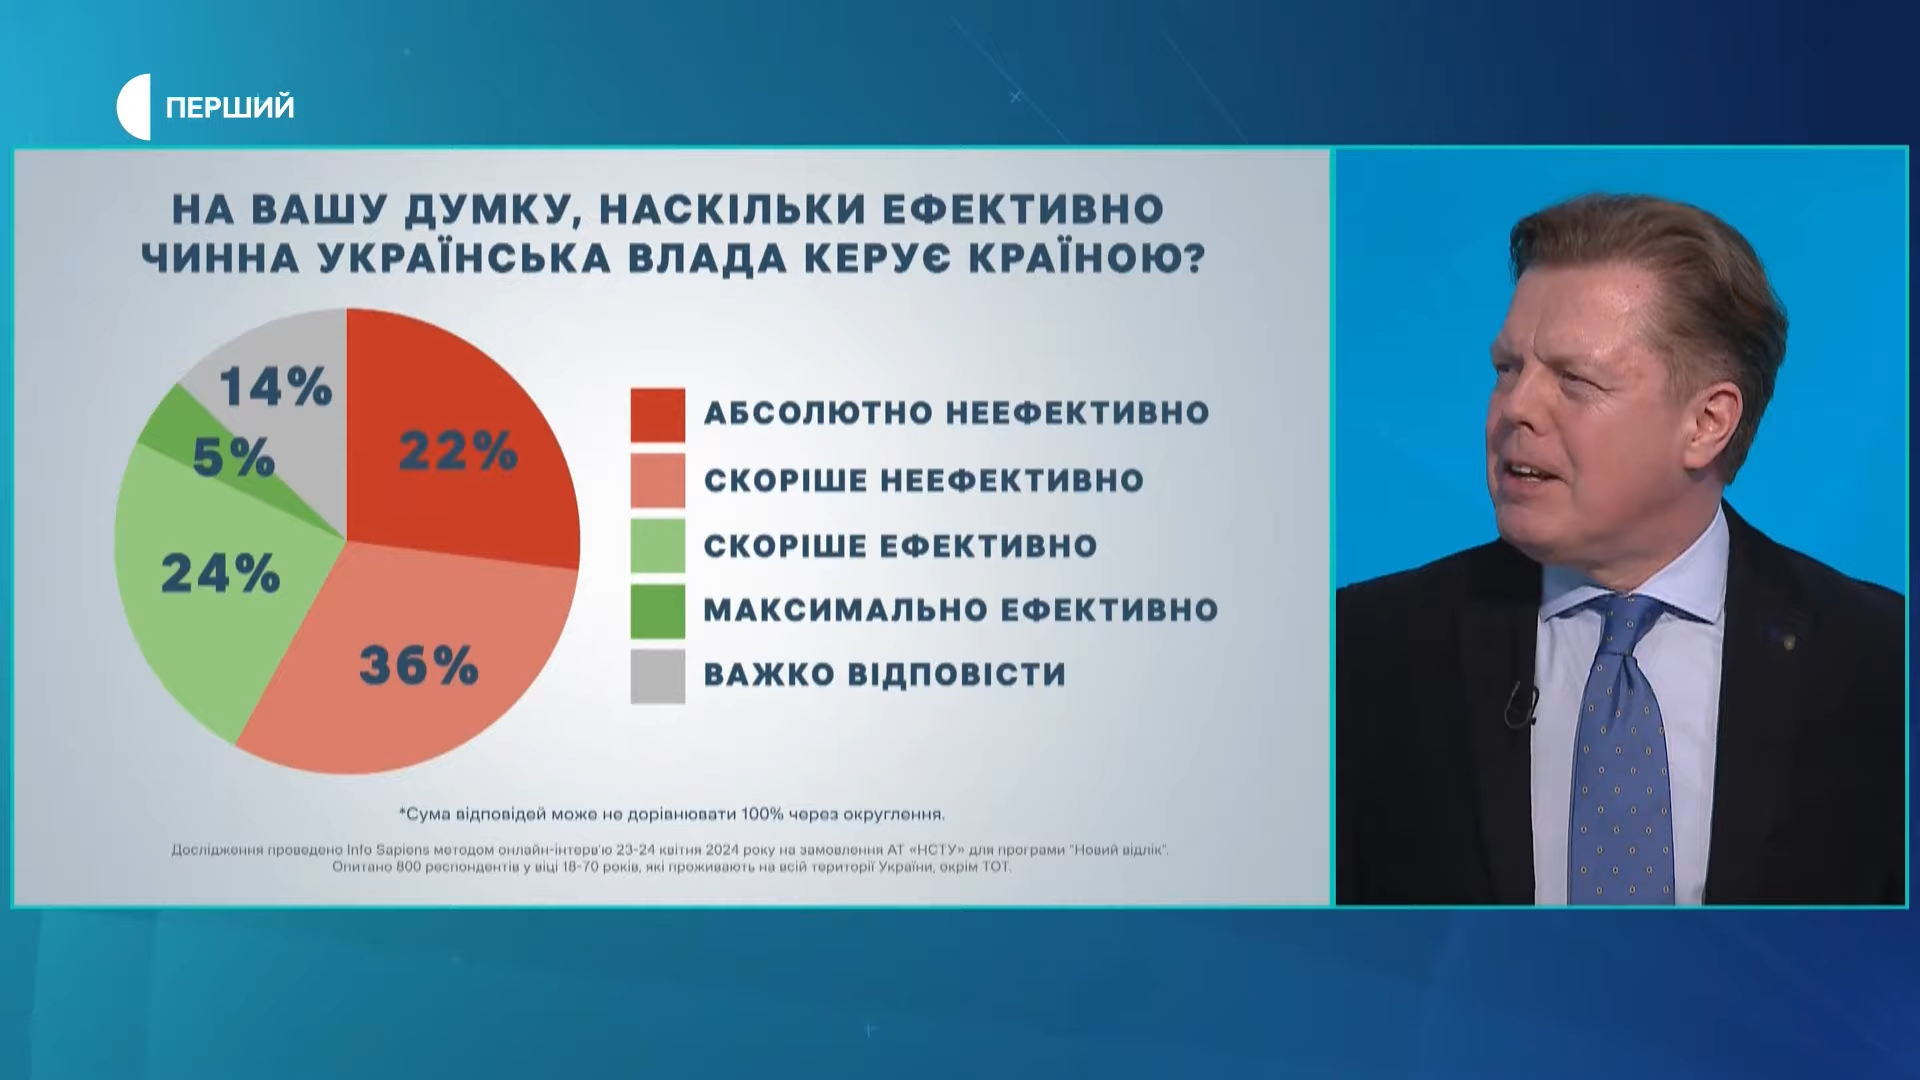 ПЕРШИЙ
НА ВАШУ ДУМКУ, НАСКІЛЬКИ ЕФЕКТИВНО
ЧИННА УКРАЇНСЬКА ВЛАДА КЕРУЄ КРАЇНОЮ?
14%
22%
5%
24%
36%
АБСОЛЮТНО НЕЕФЕКТИВНО
СКОРІШЕ НЕЕФЕКТИВНО
СКОРІШЕ ЕФЕКТИВНО
МАКСИМАЛЬНО ЕФЕКТИВНО
ВАЖКО ВІДПОВІСТИ
*Сума відповідей може не дорівнювати 100% через округлення.
Дослідження проведено Info Sapiens методом онлайн-інтерв'ю 23-24 квітня 2024 року на замовлення АТ «НСТУ» для програми "Новий відлік".
Опитано 800 респондентів у віці 18-70 років, які проживають на всій території України, окрім ТОТ.